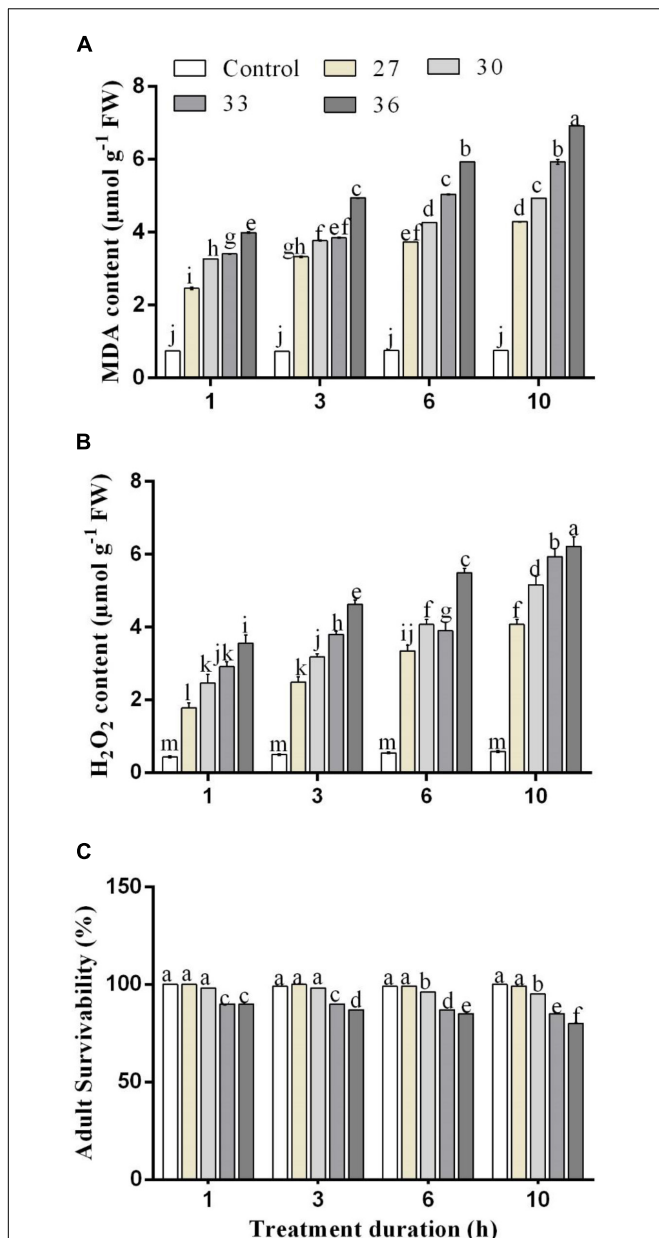 A
Control 27 30
33 36
MDA content (µmol g⁻¹ FW)
8
6
4
2
0
j i h g e
j gh f ef c
j ef d c b
j d c b a
1 3 6 10
B
H₂O₂ content (µmol g⁻¹ FW)
8
6
4
2
0
m l k jk i
m k j h e
m ij f g c
m f d b a
1 3 6 10
C
Adult Survivability (%)
150
100
50
0
a a a c c
a a a c d
a a b d e
a a b e f
1 3 6 10
Treatment duration (h)